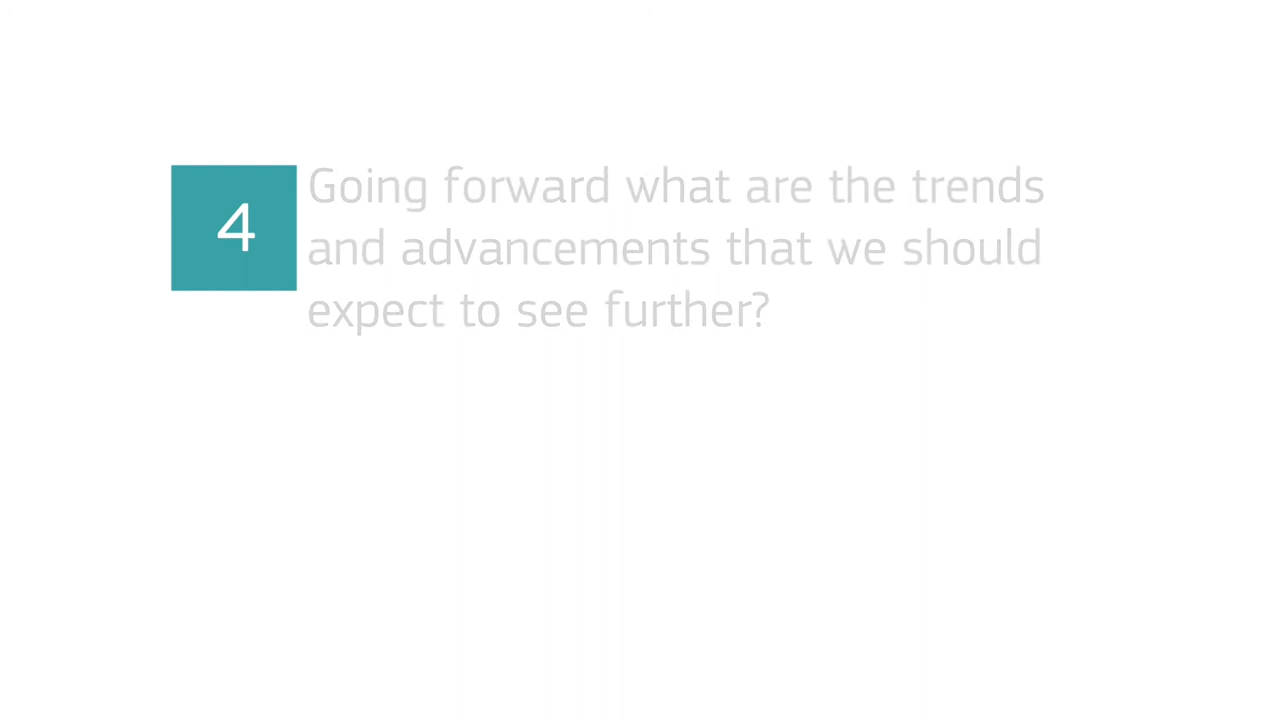 4
Going forward what are the trends
and advancements that we should
expect to see further?